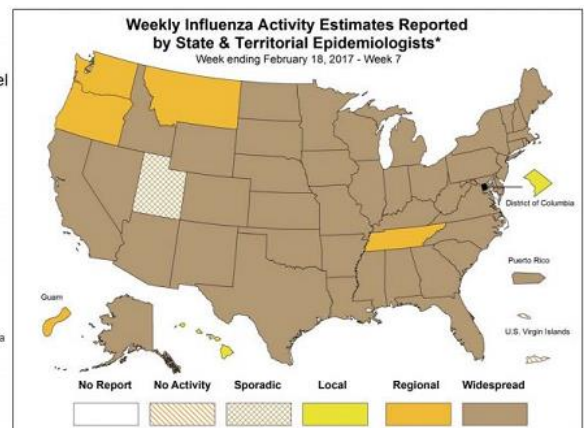 Weekly Influenza Activity Estimates Reported
by State & Territorial Epidemiologists*
Week ending February 18, 2017 - Week 7
el
District of Columbia
Puerto Rico
Guam
U.S. Virgin Islands
a
No Report No Activity Sporadic Local Regional Widespread